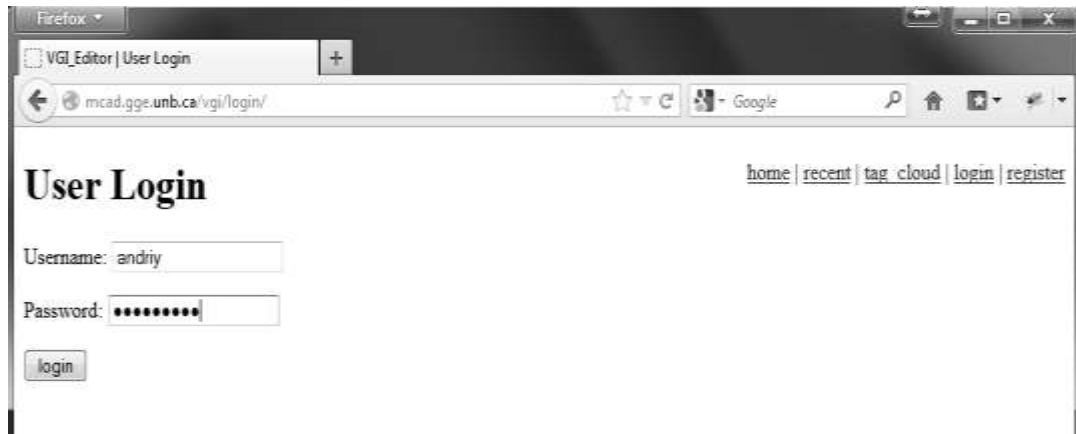 Firefox
VGI_Editor | User Login
+
mcad.gge.unb.ca/vgi/login/
Google
User Login
home | recent | tag_cloud | login | register
Username: andriy
Password: •••••••••
login